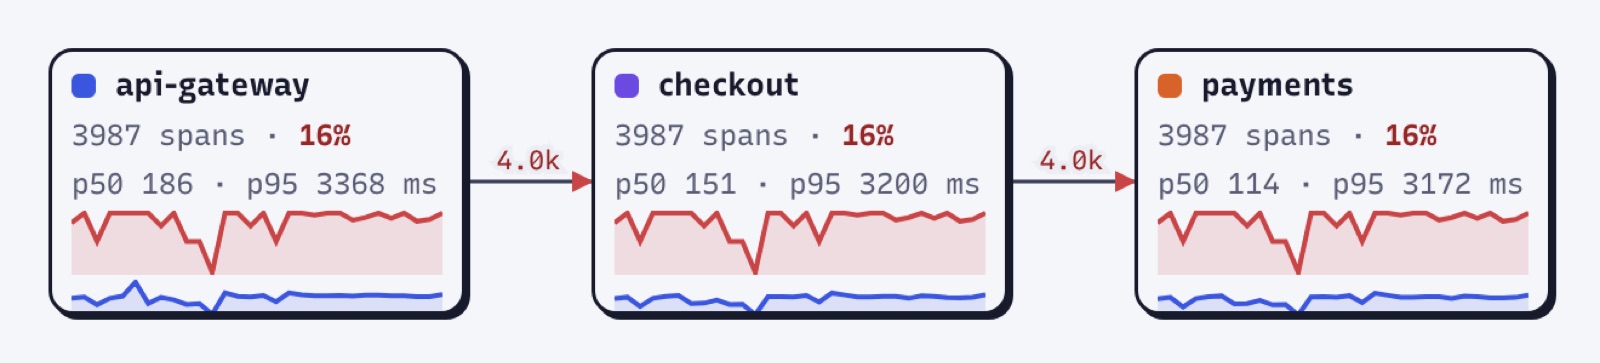 api-gateway
3987 spans · 16%
p50 186 · p95 3368 ms
4.0k
checkout
3987 spans · 16%
p50 151 · p95 3200 ms
4.0k
payments
3987 spans · 16%
p50 114 · p95 3172 ms